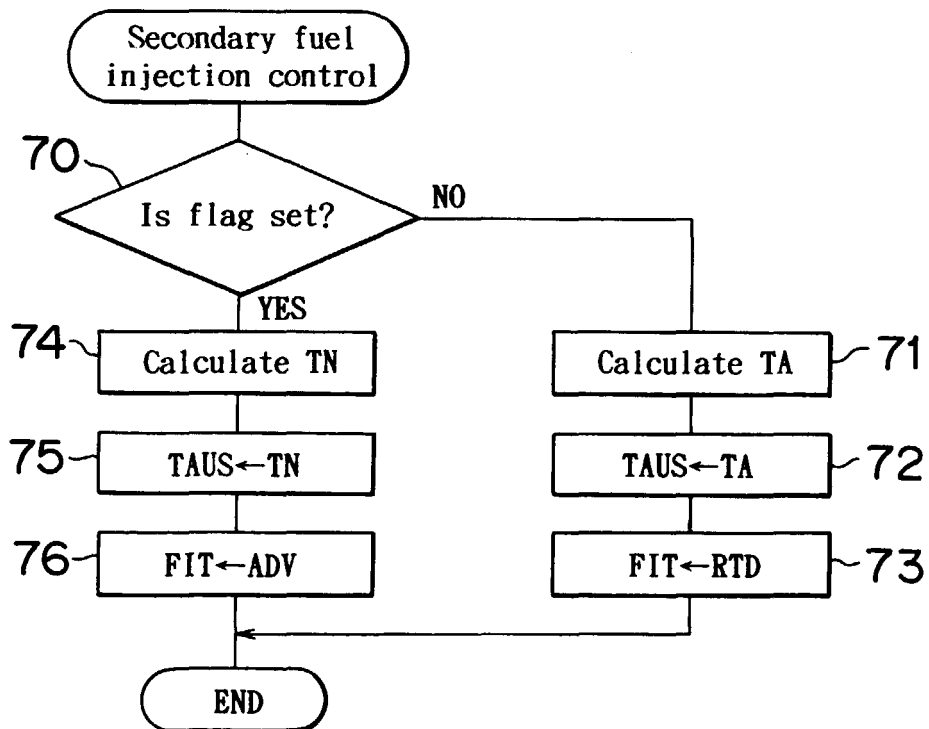 Secondary fuel
injection control
70
Is flag set?
NO
YES
74
Calculate TN
71
Calculate TA
75
TAUS←TN
72
TAUS←TA
76
FIT←ADV
73
FIT←RTD
END